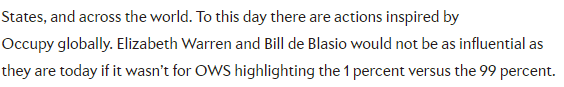 States, and across the world. To this day there are actions inspired by
Occupy globally. Elizabeth Warren and Bill de Blasio would not be as influential as
they are today if it wasn't for OWS highlighting the 1 percent versus the 99 percent.